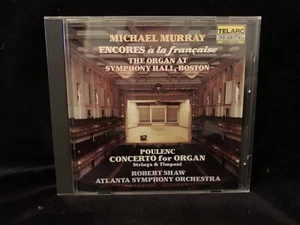 TELARC
MICHAEL MURRAY
ENCORES à la française
THE ORGAN AT
SYMPHONY HALL, BOSTON
POULENC
CONCERTO for ORGAN
Strings & Timpani
ROBERT SHAW
ATLANTA SYMPHONY ORCHESTRA